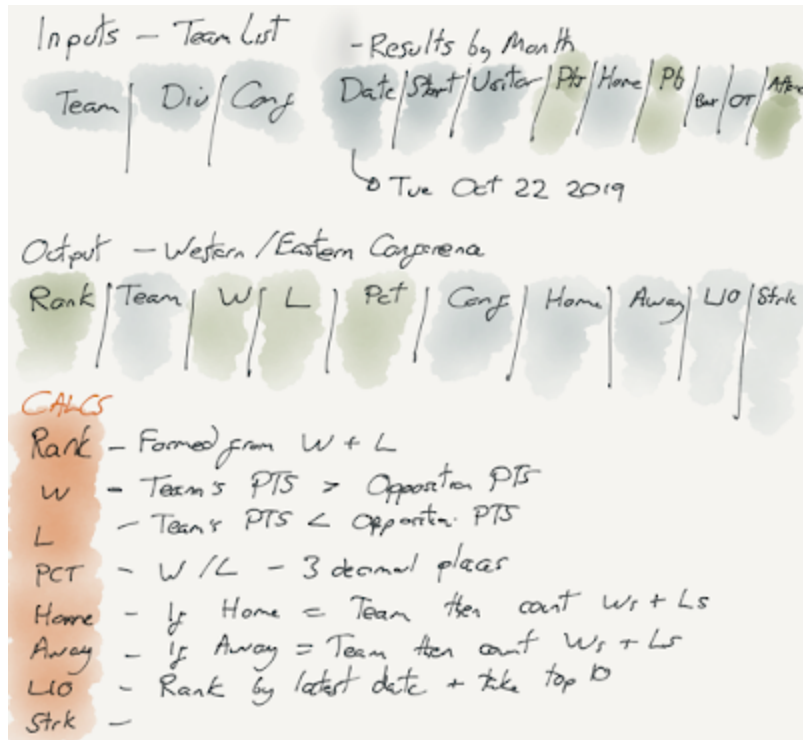 Inputs - Team List
- Results by Month
Team / Div / Conf
Date / Start / Visitor / Pts / Home / Pts / / OT /
Tue Oct 22 2019
Output - Western / Eastern Conference
Rank / Team / W / L / Pct / Conf / Home / Away / L10 / Strk
CALCS
Rank - Formed from W + L
W - Team's PTS > Opposition PTS
L - Team's PTS < Opposition PTS
PCT - W/L - 3 decimal places
Home - If Home = Team then count Ws + Ls
Away - If Away = Team then count Ws + Ls
L10 - Rank by latest date + take top 10
Strk -